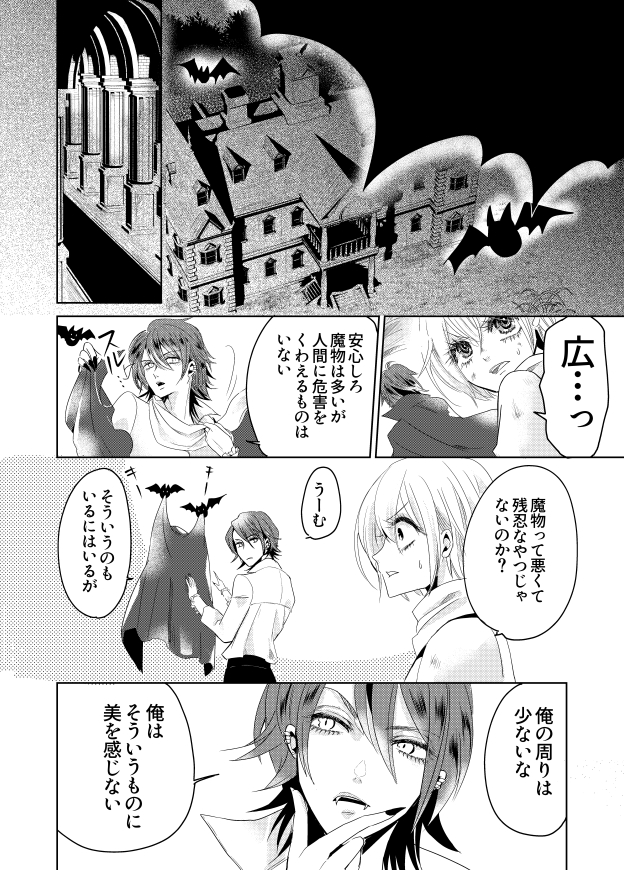 広…っ
安心しろ
魔物は多いが
人間に危害を
くわえるものは
いない
スル
魔物って悪くて
残忍なやつじゃ
ないのか?
うーむ
そういうのも
いるにはいるが
俺の周りは
少ないな
俺は
そういうものに
美を感じない